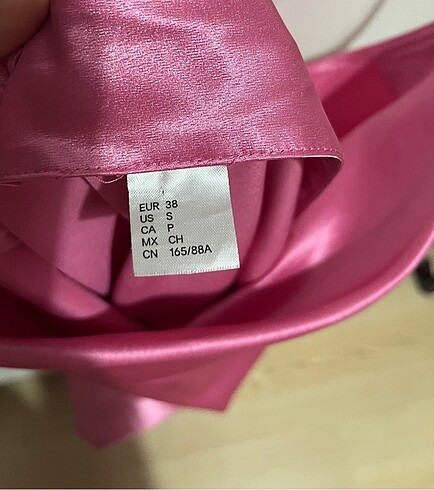 EUR 38
US S
CA P
MX CH
CN 165/88A